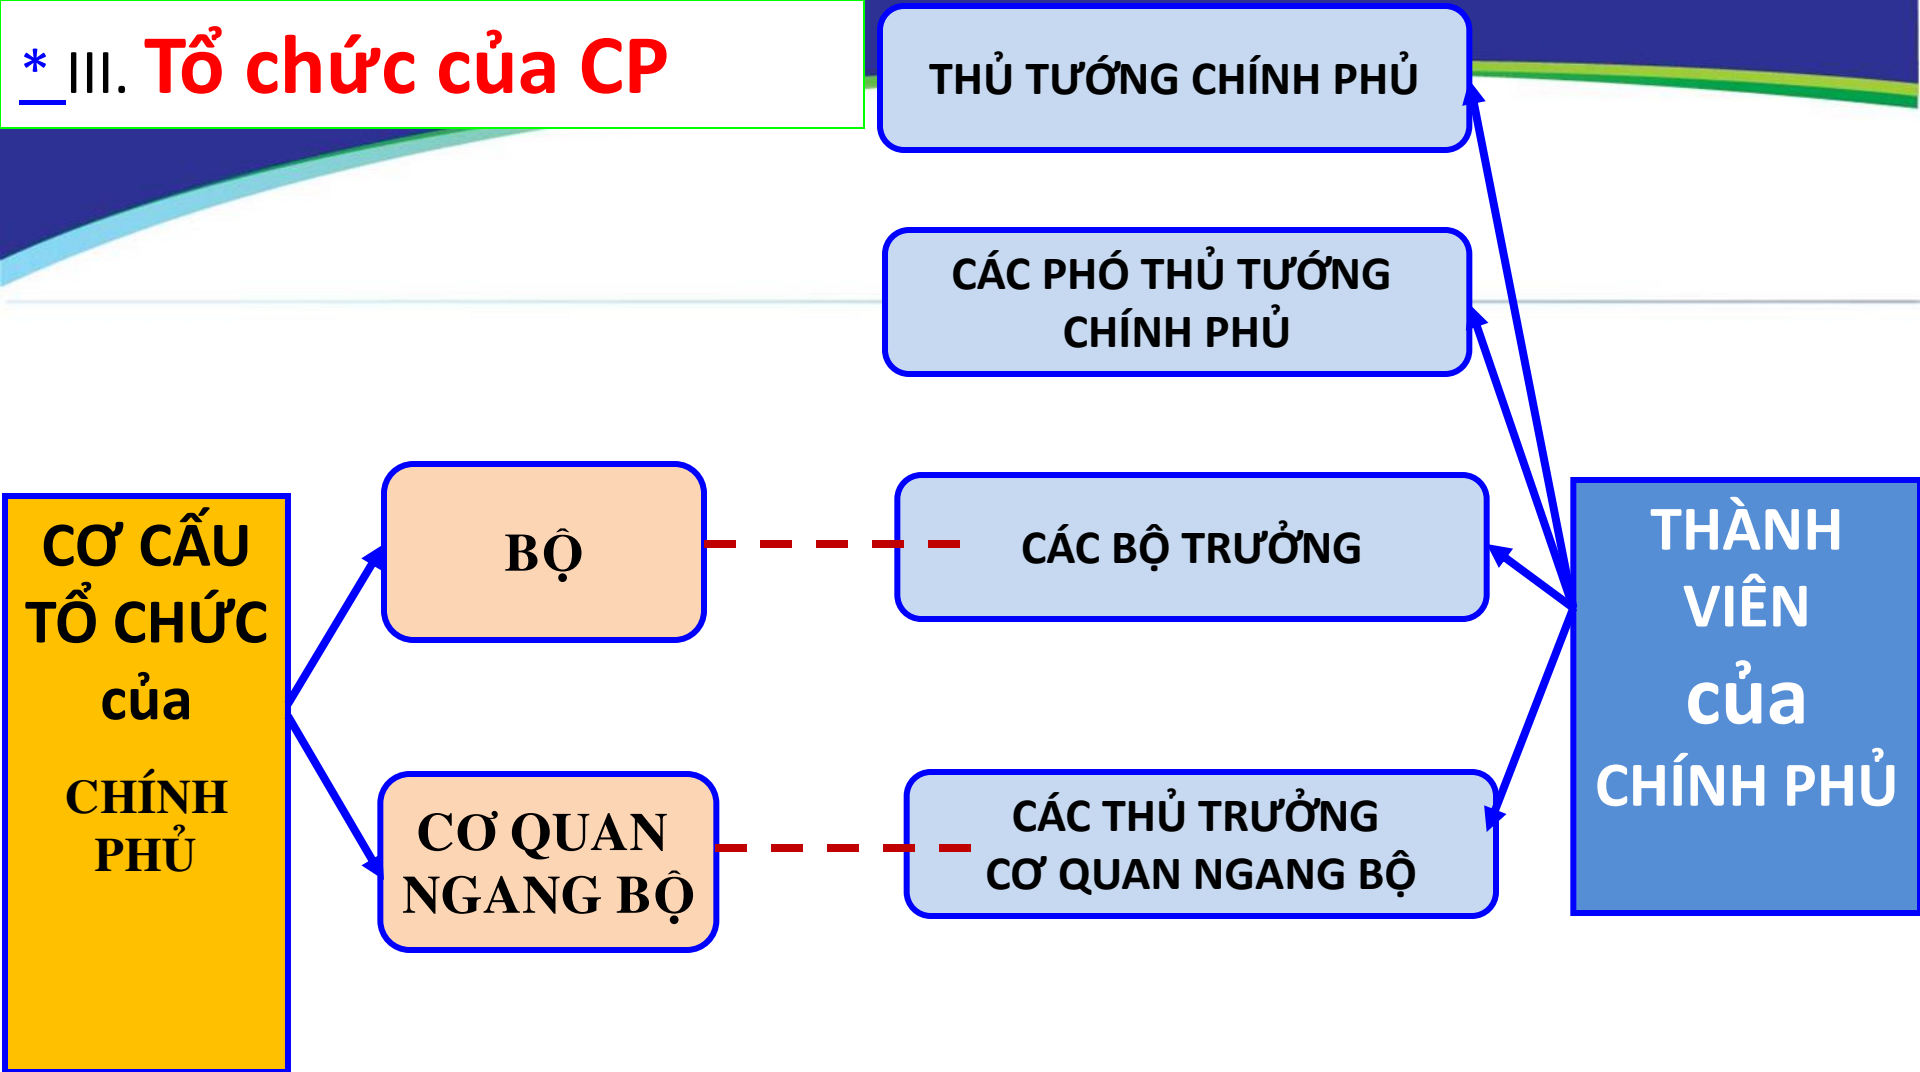 * III. Tổ chức của CP
THỦ TƯỚNG CHÍNH PHỦ
CÁC PHÓ THỦ TƯỚNG
CHÍNH PHỦ
CƠ CẤU
TỔ CHỨC
của
CHÍNH
PHỦ
BỘ
CÁC BỘ TRƯỞNG
CƠ QUAN
NGANG BỘ
CÁC THỦ TRƯỞNG
CƠ QUAN NGANG BỘ
THÀNH
VIÊN
của
CHÍNH PHỦ